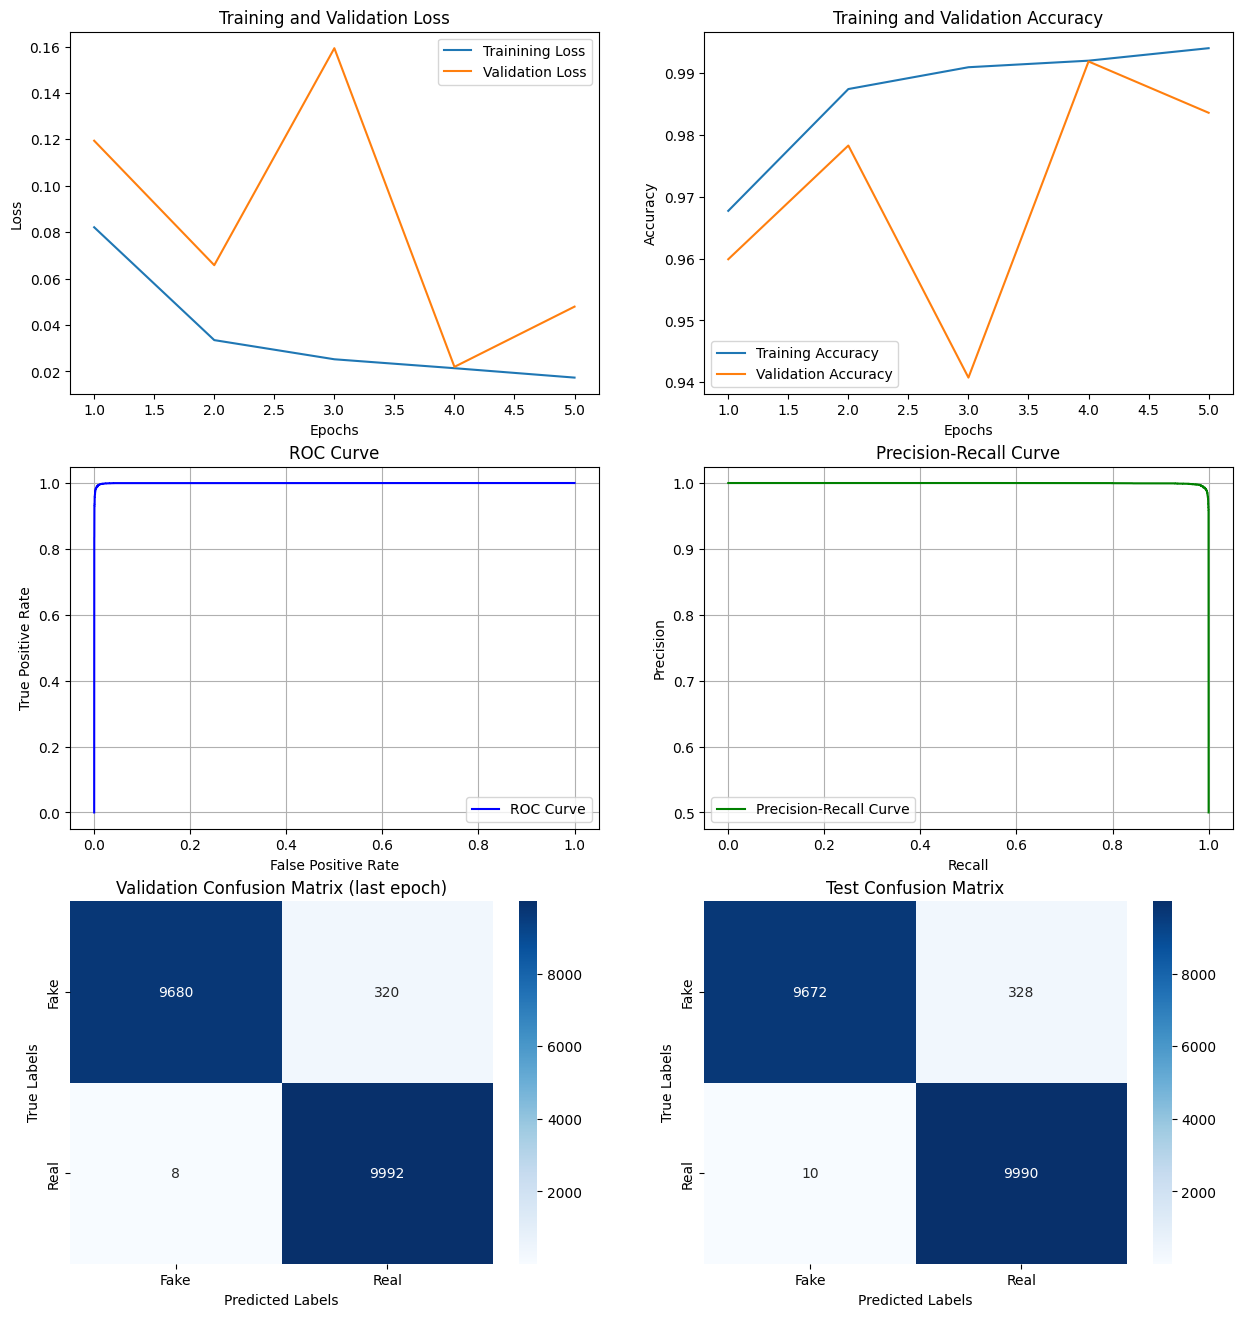 Training and Validation Loss
Trainining Loss
Validation Loss
0.16
0.14
0.12
0.10
0.08
0.06
0.04
0.02
Loss
1.0 1.5 2.0 2.5 3.0 3.5 4.0 4.5 5.0
Epochs
Training and Validation Accuracy
Training Accuracy
Validation Accuracy
0.99
0.98
0.97
0.96
0.95
0.94
Accuracy
1.0 1.5 2.0 2.5 3.0 3.5 4.0 4.5 5.0
Epochs
ROC Curve
1.0
0.8
0.6
0.4
0.2
0.0
True Positive Rate
ROC Curve
0.0 0.2 0.4 0.6 0.8 1.0
False Positive Rate
Precision-Recall Curve
1.0
0.9
0.8
0.7
0.6
0.5
Precision
Precision-Recall Curve
0.0 0.2 0.4 0.6 0.8 1.0
Recall
Validation Confusion Matrix (last epoch)
True Labels
Fake
9680 320
Real
8 9992
Fake Real
Predicted Labels
8000
6000
4000
2000
Test Confusion Matrix
True Labels
Fake
9672 328
Real
10 9990
Fake Real
Predicted Labels
8000
6000
4000
2000